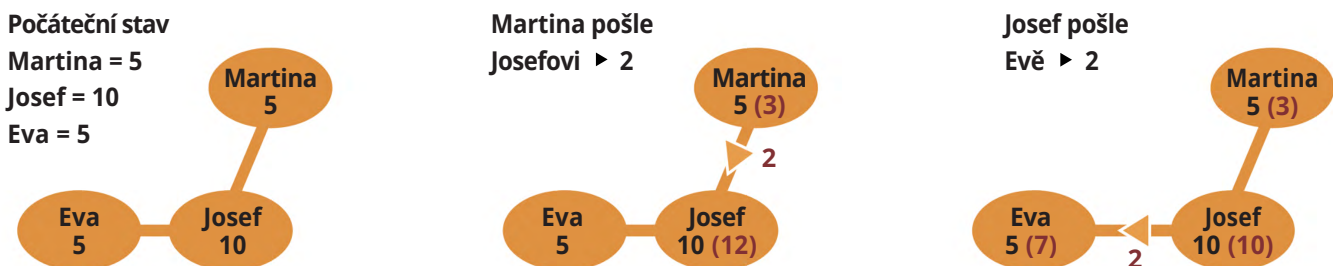 Počáteční stav
Martina = 5
Josef = 10
Eva = 5
Martina
5
Eva
5
Josef
10
Martina pošle
Josefovi ▶ 2
Martina
5 (3)
2
Eva
5
Josef
10 (12)
Josef pošle
Evě ▶ 2
Martina
5 (3)
Eva
5 (7)
2
Josef
10 (10)